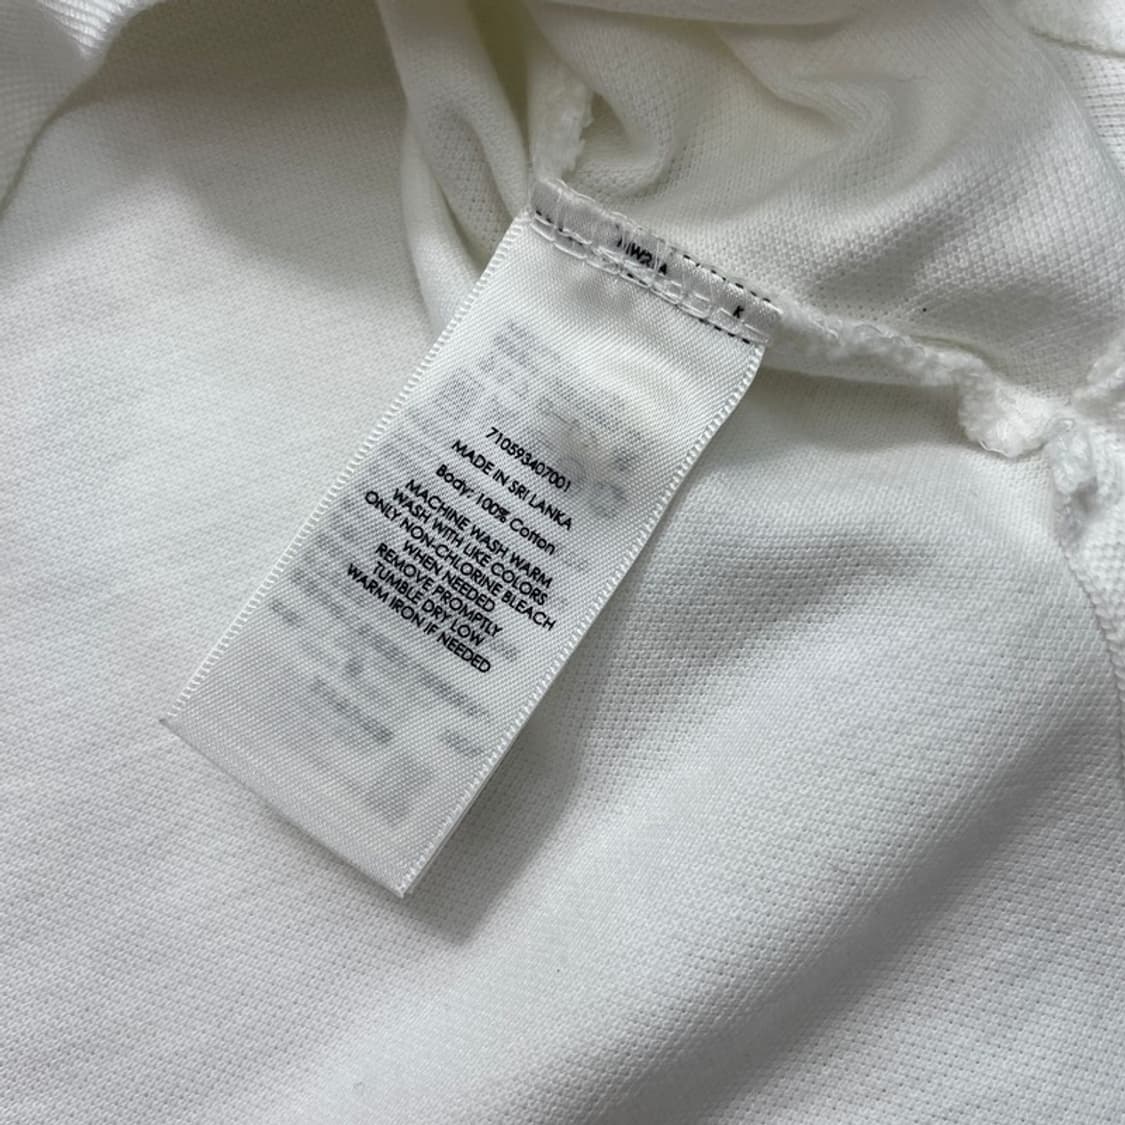 710593407001
MADE IN SRI LANKA
Body: 100% Cotton
MACHINE WASH WARM
WASH WITH LIKE COLORS
ONLY NON-CHLORINE BLEACH
WHEN NEEDED
REMOVE PROMPTLY
TUMBLE DRY LOW
WARM IRON IF NEEDED